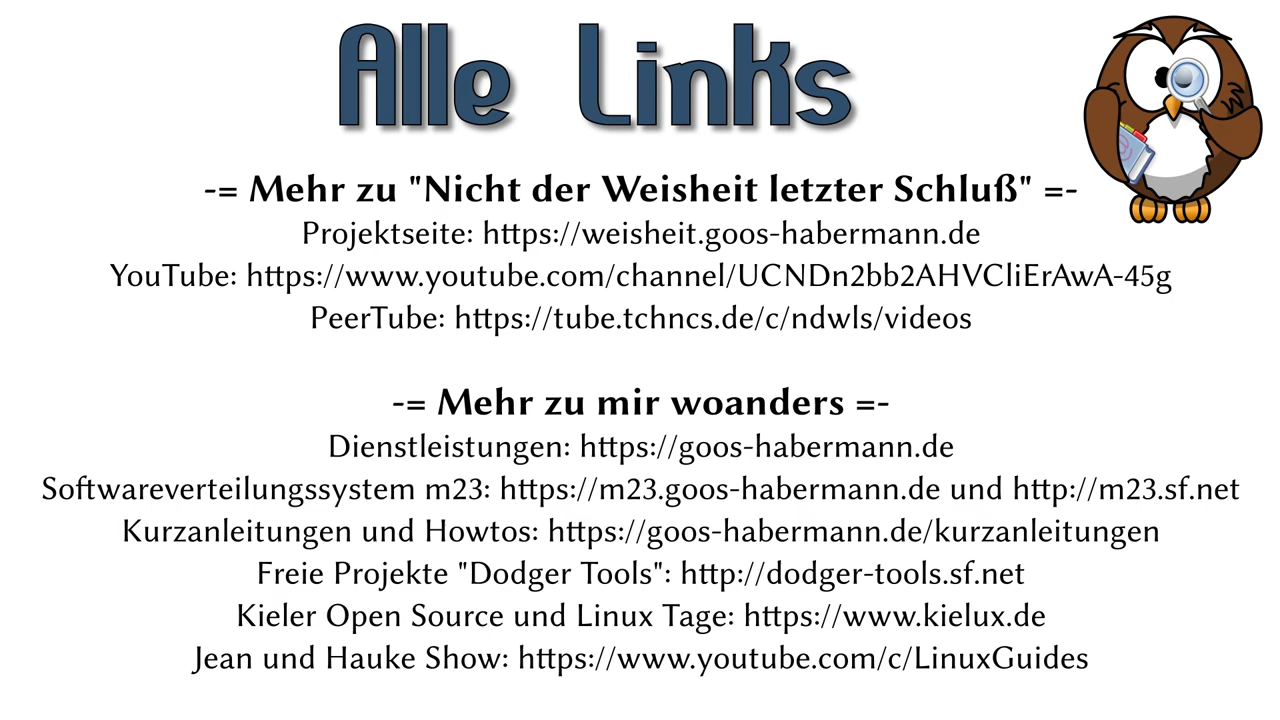 Alle Links
-= Mehr zu "Nicht der Weisheit letzter Schluß" =-
Projektseite: https://weisheit.goos-habermann.de
YouTube: https://www.youtube.com/channel/UCNDn2bb2AHVCliErAwA-45g
PeerTube: https://tube.tchncs.de/c/ndwls/videos
-= Mehr zu mir woanders =-
Dienstleistungen: https://goos-habermann.de
Softwareverteilungssystem m23: https://m23.goos-habermann.de und http://m23.sf.net
Kurzanleitungen und Howtos: https://goos-habermann.de/kurzanleitungen
Freie Projekte "Dodger Tools": http://dodger-tools.sf.net
Kieler Open Source und Linux Tage: https://www.kielux.de
Jean und Hauke Show: https://www.youtube.com/c/LinuxGuides